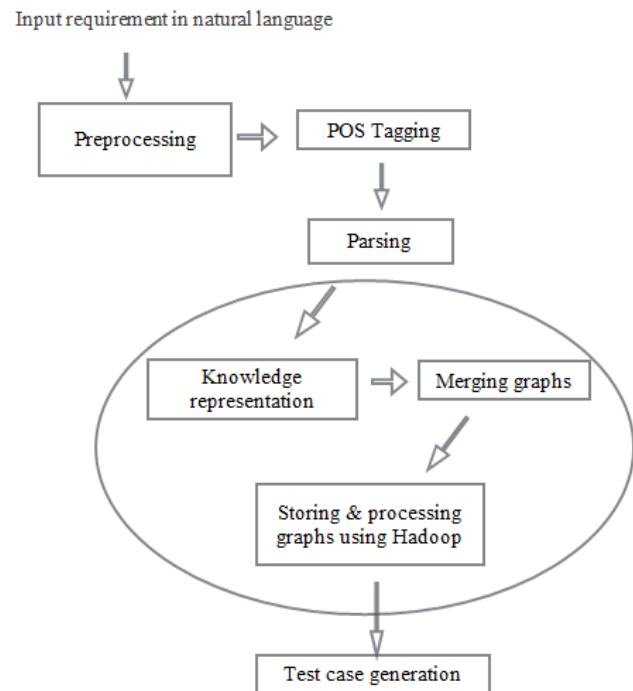 Input requirement in natural language
Preprocessing
POS Tagging
Parsing
Knowledge
representation
Merging graphs
Storing & processing
graphs using Hadoop
Test case generation